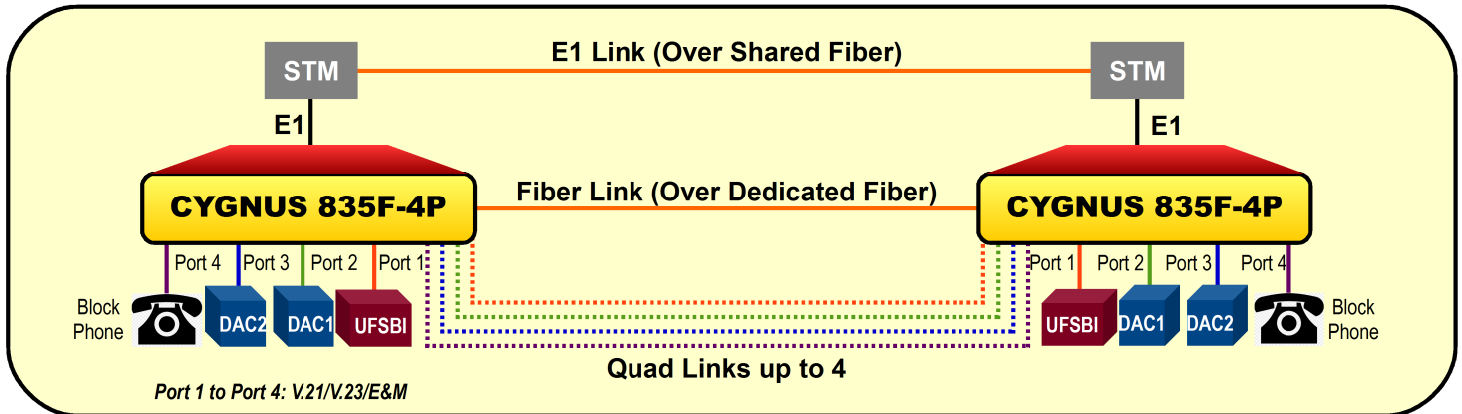 E1 Link (Over Shared Fiber)
STM
STM
E1
E1
Fiber Link (Over Dedicated Fiber)
CYGNUS 835F-4P
CYGNUS 835F-4P
Port 4
Port 3
Port 2
Port 1
Port 1
Port 2
Port 3
Port 4
Block
Phone
DAC2
DAC1
UFSBI
UFSBI
DAC1
DAC2
Block
Phone
Quad Links up to 4
Port 1 to Port 4: V.21/V.23/E&M